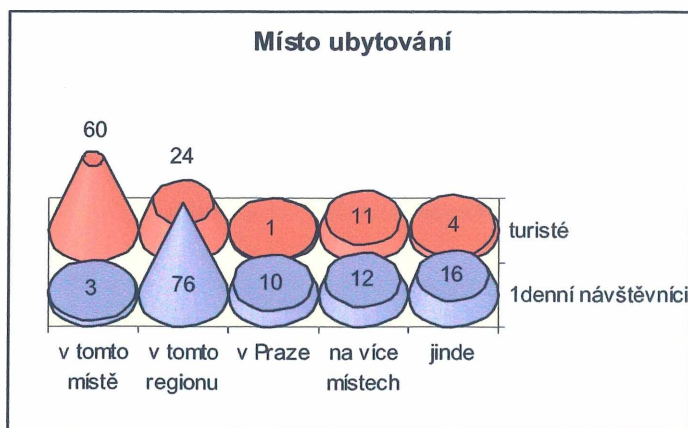 Místo ubytování
60
24
1
11
4
turisté
3
76
10
12
16
1denní návštěvníci
v tomto
místě
v tomto
regionu
v Praze
na více
místech
jinde